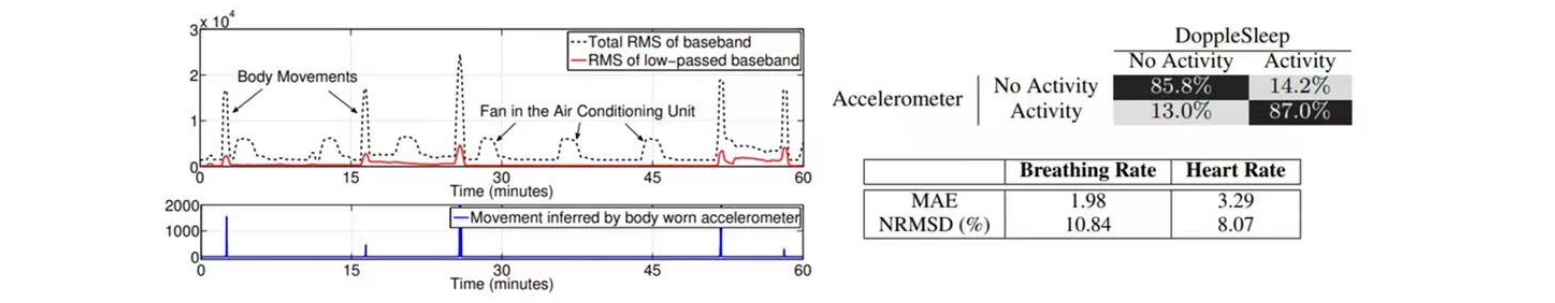 3 x 10^4
Total RMS of baseband
RMS of low-passed baseband
Body Movements
Fan in the Air Conditioning Unit
2
1
0
0 15 30 45 60
Time (minutes)
2000
Movement inferred by body worn accelerometer
1000
0
0 15 30 45 60
Time (minutes)
DoppleSleep
No Activity Activity
Accelerometer No Activity 85.8% 14.2%
Activity 13.0% 87.0%
Breathing Rate Heart Rate
MAE 1.98 3.29
NRMSD (%) 10.84 8.07